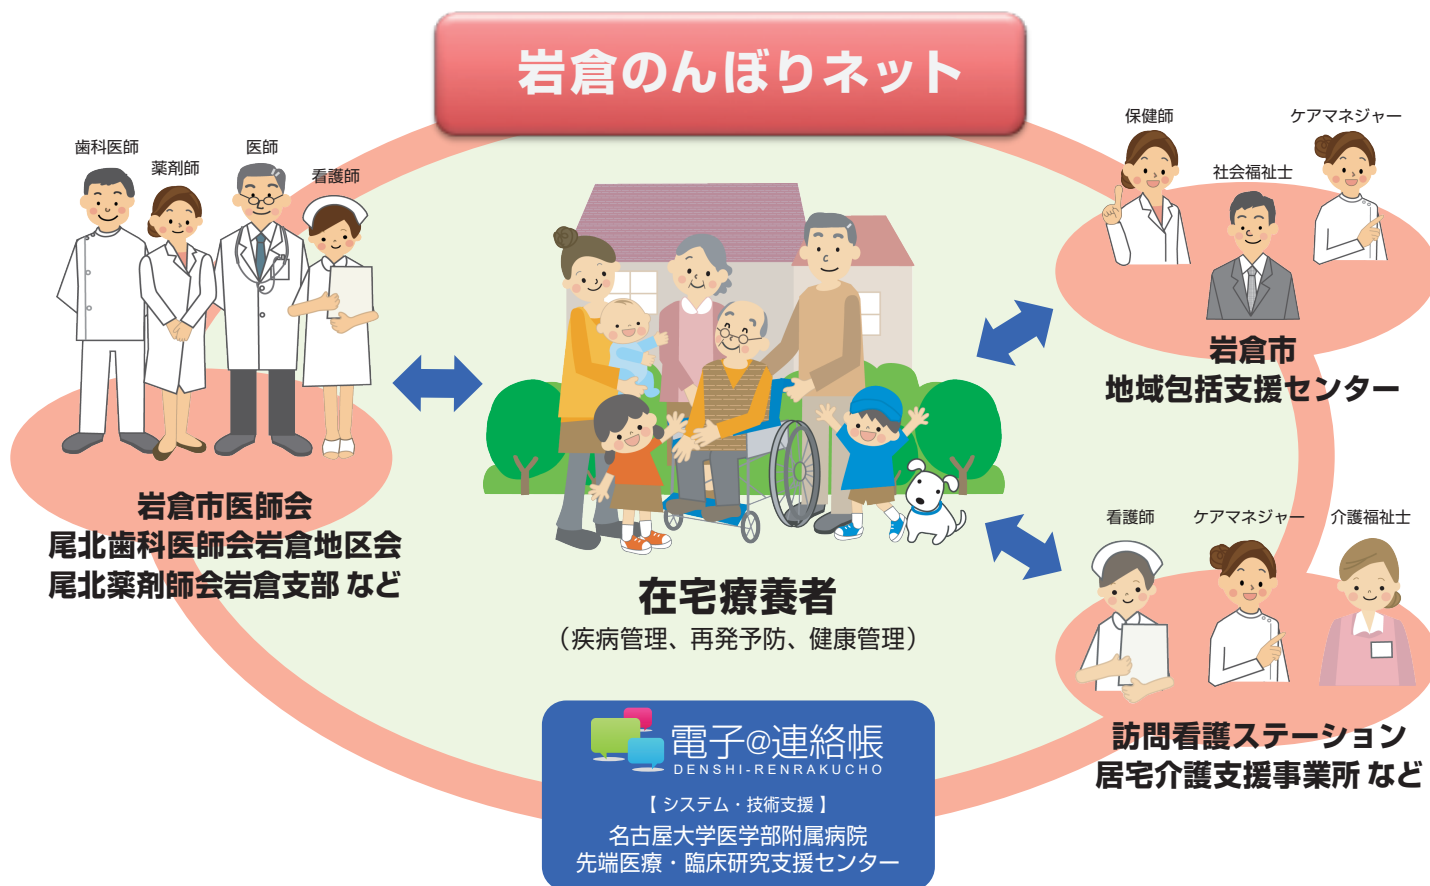 岩倉のんぼりネット
歯科医師
薬剤師
医師
看護師
岩倉市医師会
尾北歯科医師会岩倉地区会
尾北薬剤師会岩倉支部 など
保健師
社会福祉士
ケアマネジャー
岩倉市
地域包括支援センター
在宅療養者
（疾病管理、再発予防、健康管理）
看護師
ケアマネジャー
介護福祉士
訪問看護ステーション
居宅介護支援事業所 など
電子@連絡帳
DENSHI-RENRAKUCHO
【 システム・技術支援 】
名古屋大学医学部附属病院
先端医療・臨床研究支援センター